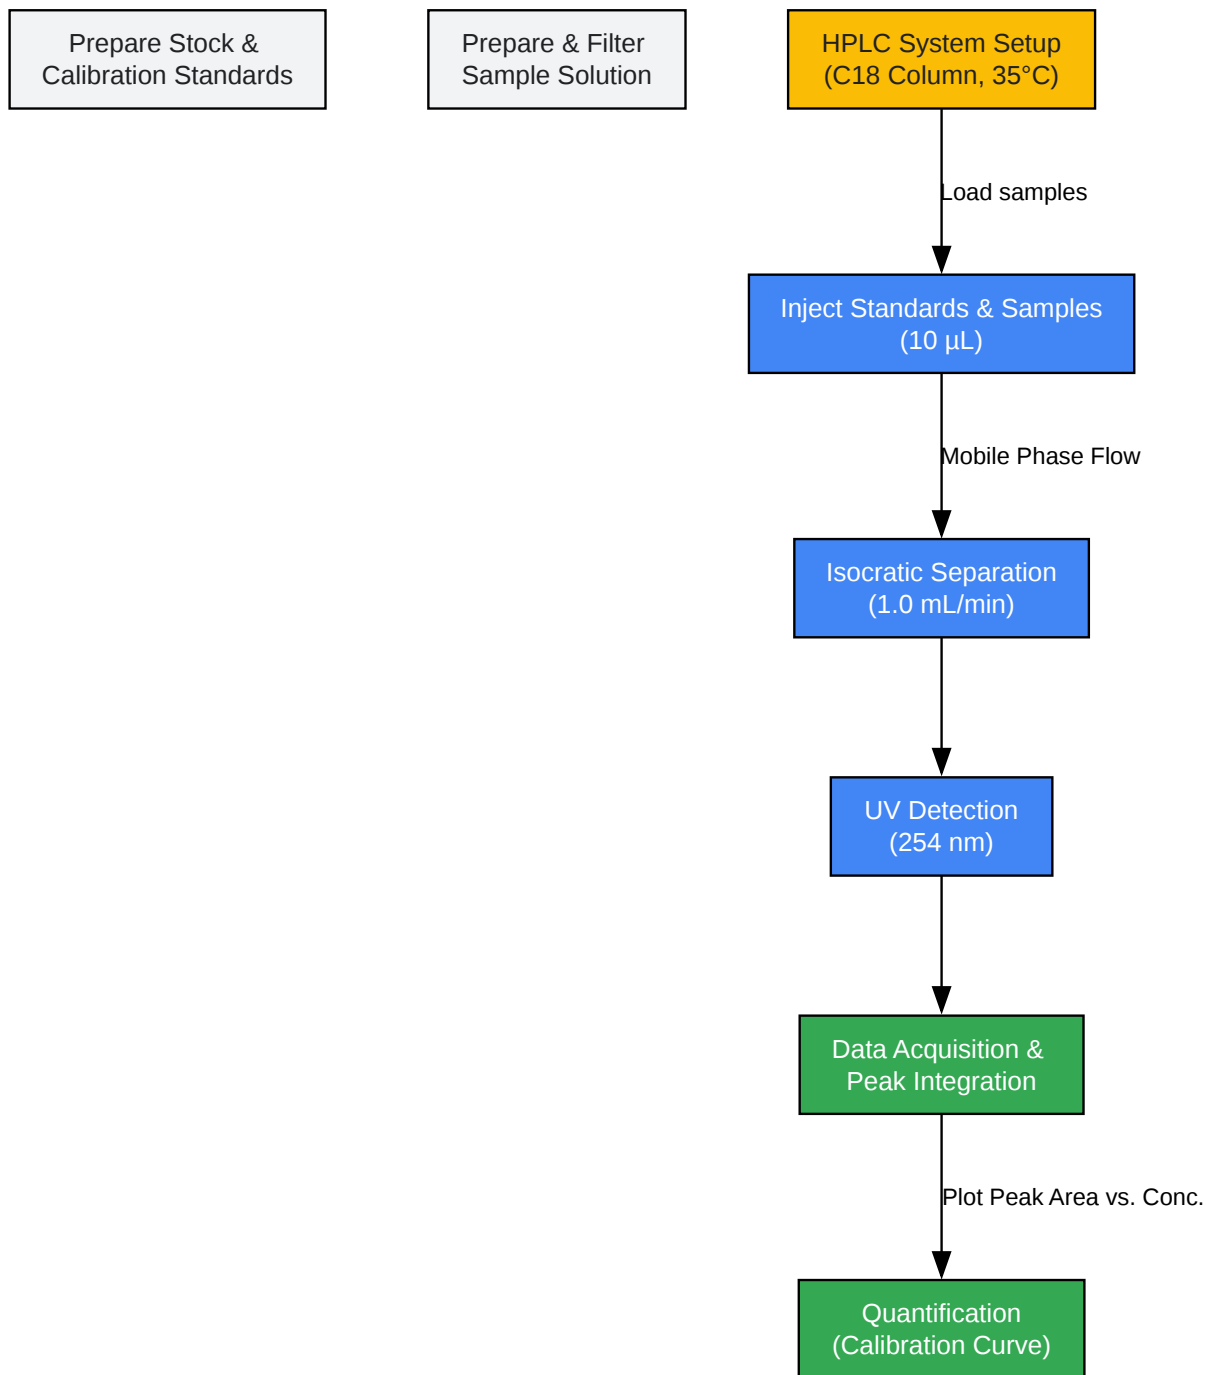 Prepare Stock &
Calibration Standards
Prepare & Filter
Sample Solution
HPLC System Setup
(C18 Column, 35°C)
Load samples
Inject Standards & Samples
(10 µL)
Mobile Phase Flow
Isocratic Separation
(1.0 mL/min)
UV Detection
(254 nm)
Data Acquisition &
Peak Integration
Plot Peak Area vs. Conc.
Quantification
(Calibration Curve)